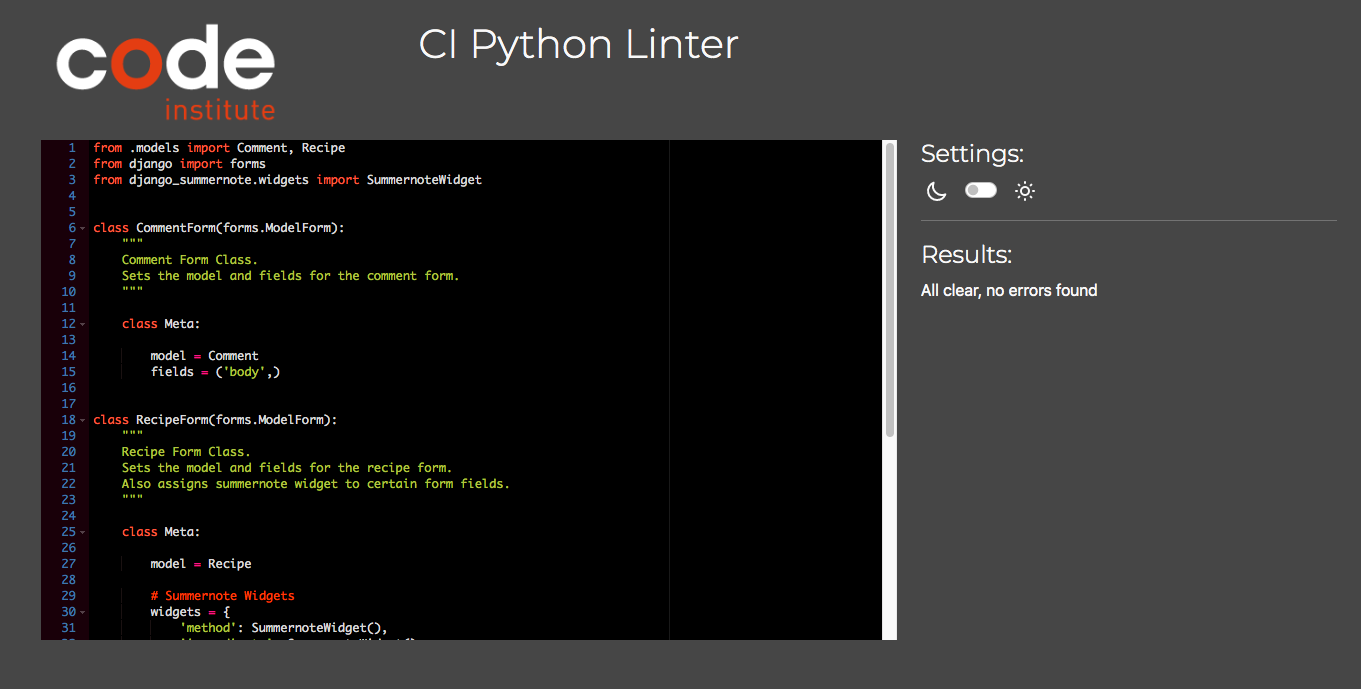 code
institute
CI Python Linter
1 from .models import Comment, Recipe
2 from django import forms
3 from django_summernote.widgets import SummernoteWidget
4
5
6 class CommentForm(forms.ModelForm):
7 """
8 Comment Form Class.
9 Sets the model and fields for the comment form.
10 """
11
12 class Meta:
13
14 model = Comment
15 fields = ('body',)
16
17
18 class RecipeForm(forms.ModelForm):
19 """
20 Recipe Form Class.
21 Sets the model and fields for the recipe form.
22 Also assigns summernote widget to certain form fields.
23 """
24
25 class Meta:
26
27 model = Recipe
28
29 # Summernote Widgets
30 widgets = {
31 'method': SummernoteWidget(),
Settings:
Results:
All clear, no errors found